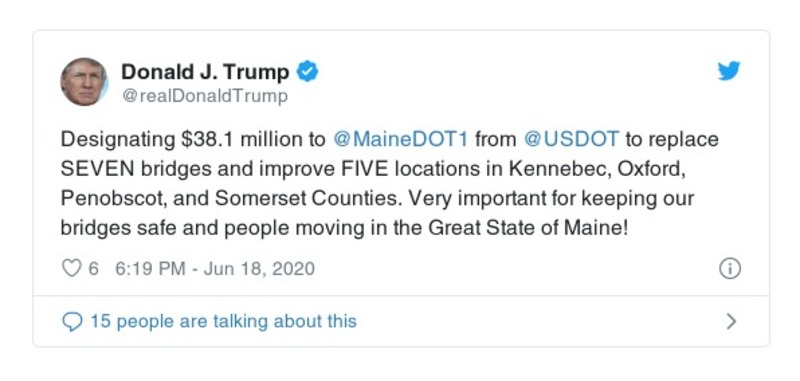 Donald J. Trump
@realDonaldTrump
Designating $38.1 million to @MaineDOT1 from @USDOT to replace
SEVEN bridges and improve FIVE locations in Kennebec, Oxford,
Penobscot, and Somerset Counties. Very important for keeping our
bridges safe and people moving in the Great State of Maine!
6 6:19 PM - Jun 18, 2020
15 people are talking about this